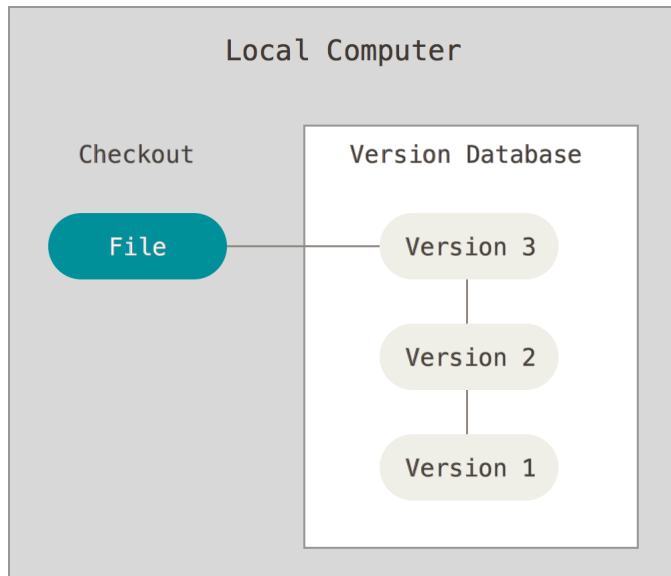 Local Computer
Checkout
Version Database
File
Version 3
Version 2
Version 1